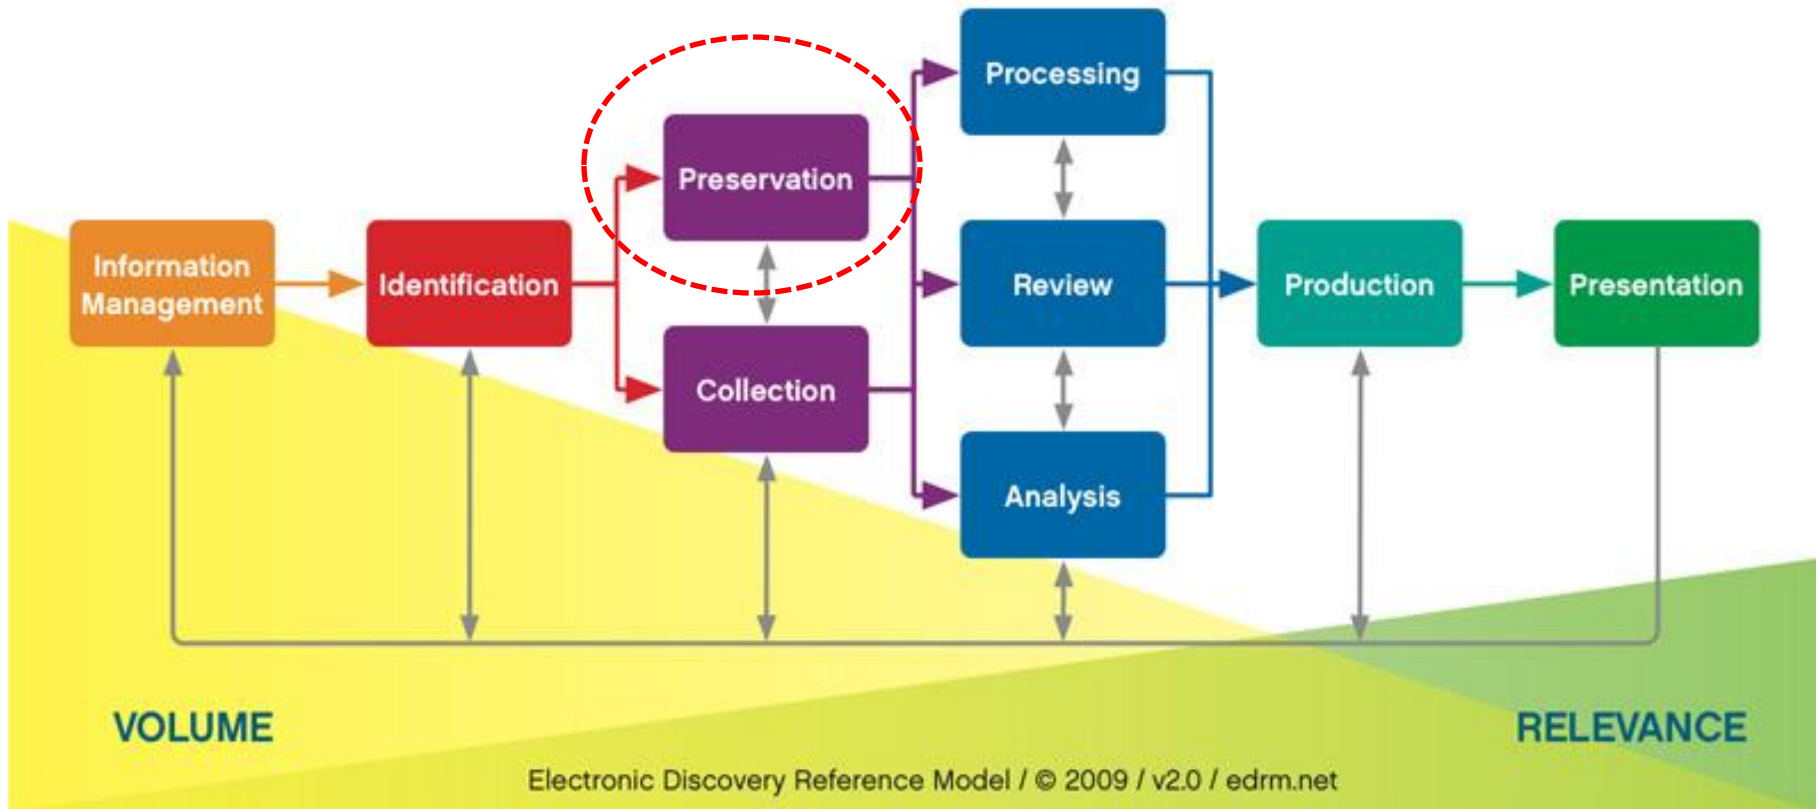 Processing
Preservation
Information
Management
Identification
Review
Production
Presentation
Collection
Analysis
VOLUME
RELEVANCE
Electronic Discovery Reference Model / © 2009 / v2.0 / edrm.net